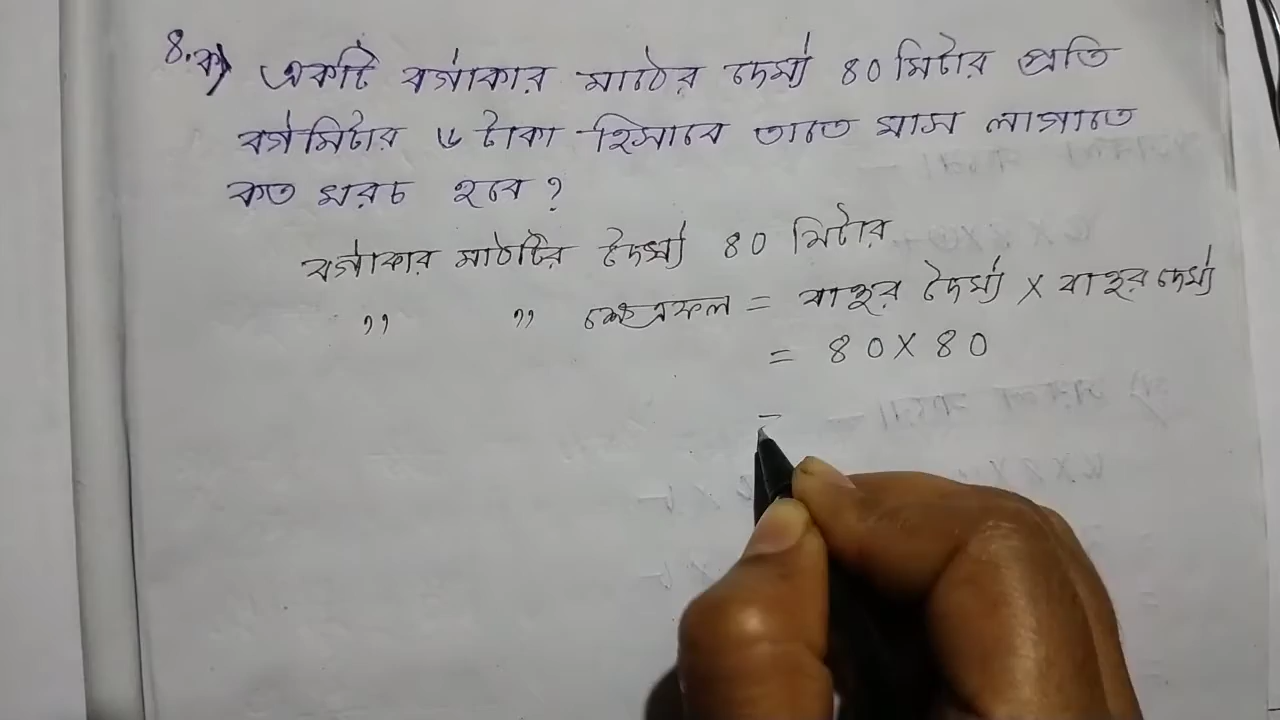 ৪. ক) একটি বর্গাকার মাঠের দৈর্ঘ্য ৪০ মিটার প্রতি
বর্গমিটার ৬ টাকা হিসাবে তাতে ঘাস লাগাতে
কত খরচ হবে?
বর্গাকার মাঠটির দৈর্ঘ্য ৪০ মিটার
,, ,, ক্ষেত্রফল = বাহুর দৈর্ঘ্য × বাহুর দৈর্ঘ্য
= ৪০ × ৪০